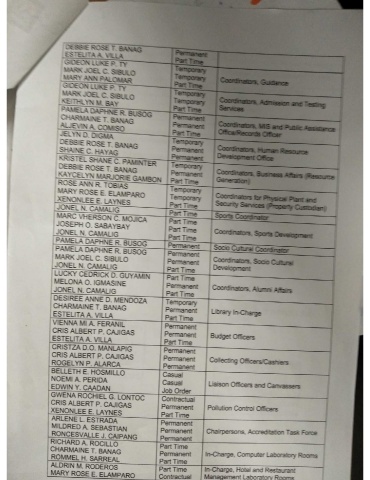 DEBBIE ROSE T. BANAG Permanent
ESTELITA A. VILLA Part Time
GIDEON LUKE P. TY Temporary
MARK JOEL C. SIBULO Temporary Coordinators, Guidance
MARY ANN PALOMAR Permanent
GIDEON LUKE P. TY Temporary
MARK JOEL C. SIBULO Temporary Coordinators, Admission and Testing
KEITHLYN M. BAY Part Time Services
PAMELA DAPHNE R. BUSOG Permanent
CHARMAINE T. BANAG Permanent Coordinators, MIS and Public Assistance
ALJEVIN A. COMISO Part Time Office/Records Officer
JELYN D. DIGMA Permanent
DEBBIE ROSE T. BANAG Permanent Coordinators, Human Resource
SHAINE C. HAYAG Part Time Development Office
KRISTEL SHANE C. PAMINTER Permanent
DEBBIE ROSE T. BANAG Permanent Coordinators, Business Affairs (Resource
KAYCELYN MARJORIE GAMBON Part Time Generation)
ROSE ANN R. TOBIAS Temporary
MARY ROSE E. ELAMPARO Temporary Coordinators for Physical Plant and
XENONLEE E. LAYNES Permanent Security Services (Property Custodian)
JONEL N. CAMALIG Part Time Sports Coordinator
MARC VHERSON C. MOJICA Part Time
JOSEPH O. SABAYBAY Permanent Coordinators, Sports Development
JONEL N. CAMALIG Part Time
PAMELA DAPHNE R. BUSOG Permanent Socio Cultural Coordinator
PAMELA DAPHNE R. BUSOG Permanent
MARK JOEL C. SIBULO Permanent Coordinators, Socio Cultural
JONEL N. CAMALIG Part Time Development
LUCKY CEDRICK D. GUYAMIN Permanent
MELONA O. IGMASINE Permanent Coordinators, Alumni Affairs
JONEL N. CAMALIG Part Time
DESIREE ANNE D. MENDOZA Temporary
CHARMAINE T. BANAG Permanent Library In-Charge
ESTELITA A. VILLA Part Time
VIENNA MI A. FERANIL Permanent
CRIS ALBERT P. CAJIGAS Permanent Budget Officers
ESTELITA A. VILLA Part Time
CRISTZA D.O. MANLAPIG Permanent
CRIS ALBERT P. CAJIGAS Permanent Collecting Officers/Cashiers
ROGELYN P. ALARCA Permanent
BELLETH E. HOSMILLO Casual
NOEMI A. PERIDA Casual Liaison Officers and Canvassers
EDWIN Y. CAADAN Job Order
GWENA ROCHIEL G. LONTOC Contractual
CRIS ALBERT P. CAJIGAS Permanent Pollution Control Officers
XENONLEE E. LAYNES Part Time
ARLENE L. ESTRADA Permanent
MILDRED A. SEBASTIAN Permanent Chairpersons, Accreditation Task Force
RONCESVALLE J. CAIPANG Permanent
RICHARD A. ROCILLO Part Time
CHARMAINE T. BANAG Permanent In-Charge, Computer Laboratory Rooms
ROMMEL H. SARREAL Part Time
ALDRIN M. RODEROS Part Time In-Charge, Hotel and Restaurant
MARY ROSE E. ELAMPARO Contractual Management Laboratory Rooms